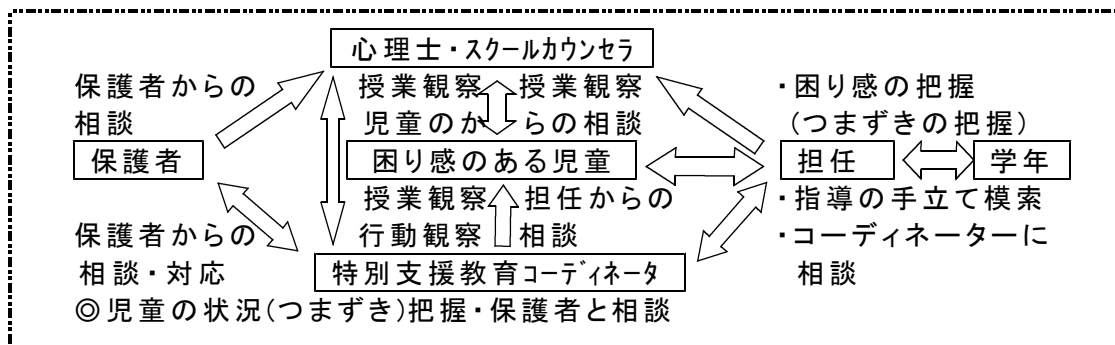 心理士・スクールカウンセラ
保護者からの 授業観察 授業観察 ・困り感の把握
相談 児童のか らの相談 (つまずきの把握)
保護者 困り感のある児童 担任 学年
授業観察 担任からの ・指導の手立て模索
保護者からの 行動観察 相談 ・コーディネーターに
相談・対応 特別支援教育コーディネータ 相談
◎児童の状況(つまずき)把握・保護者と相談